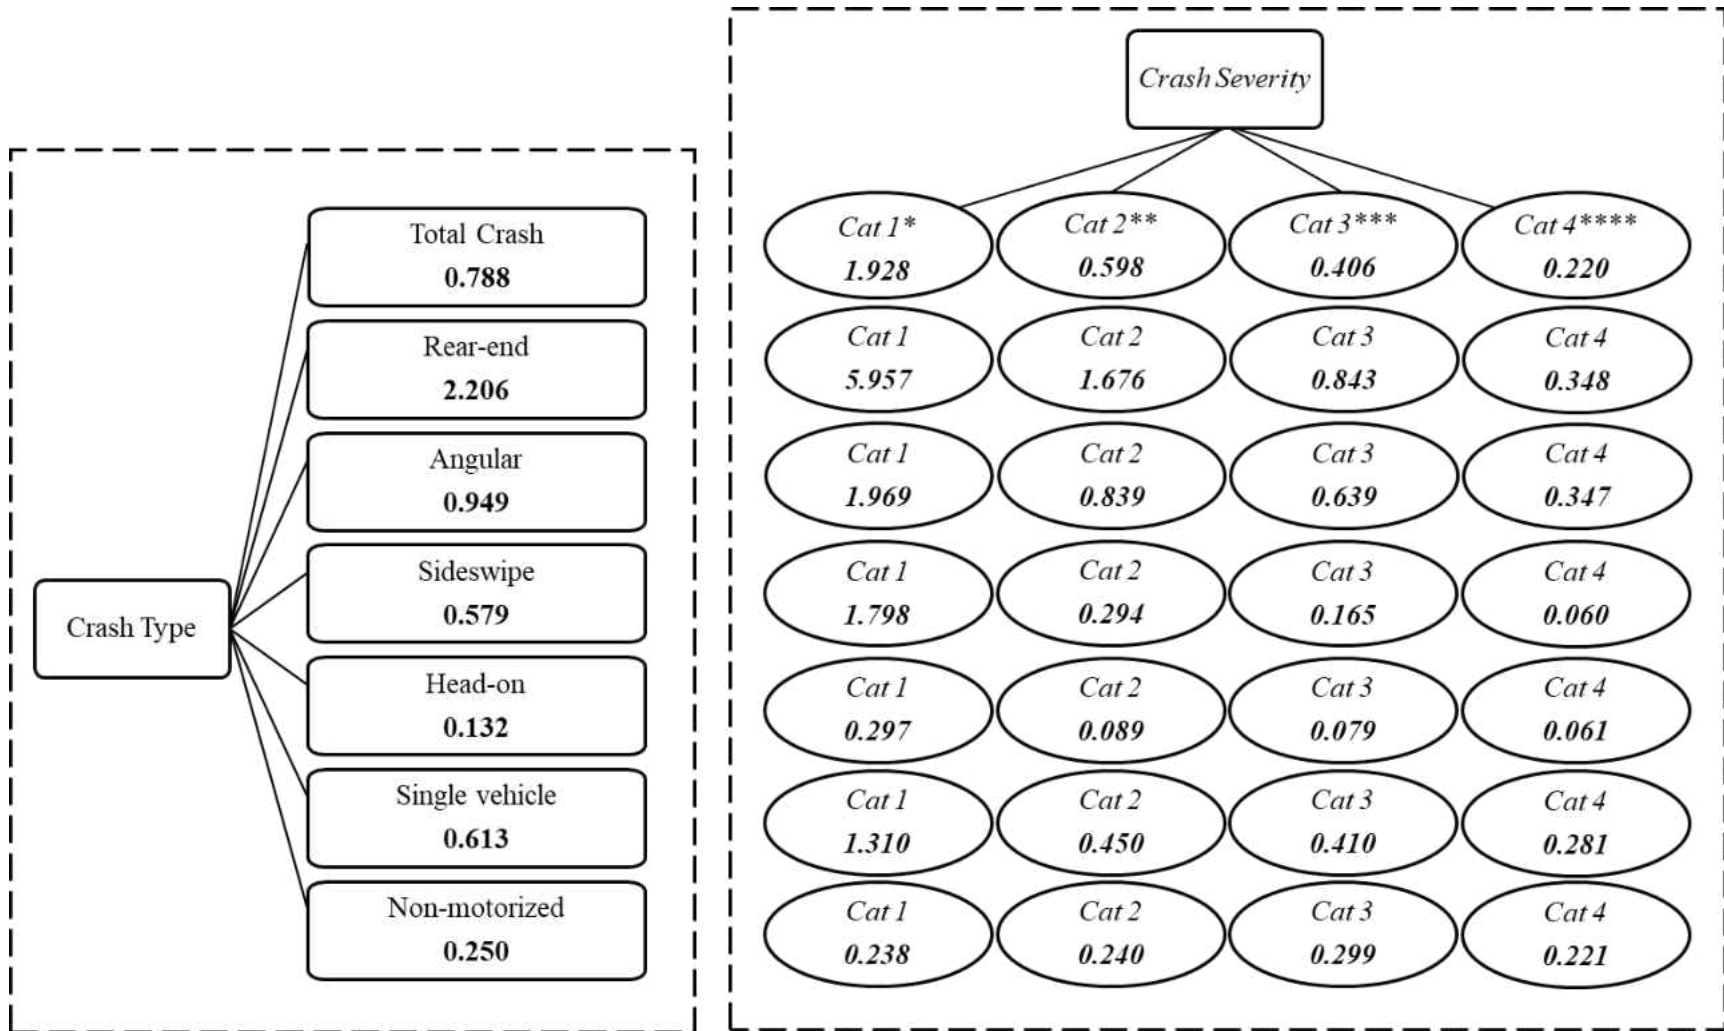 Crash Severity
Crash Type
Total Crash
0.788
Cat 1*
1.928
Cat 2**
0.598
Cat 3***
0.406
Cat 4****
0.220
Rear-end
2.206
Cat 1
5.957
Cat 2
1.676
Cat 3
0.843
Cat 4
0.348
Angular
0.949
Cat 1
1.969
Cat 2
0.839
Cat 3
0.639
Cat 4
0.347
Sideswipe
0.579
Cat 1
1.798
Cat 2
0.294
Cat 3
0.165
Cat 4
0.060
Head-on
0.132
Cat 1
0.297
Cat 2
0.089
Cat 3
0.079
Cat 4
0.061
Single vehicle
0.613
Cat 1
1.310
Cat 2
0.450
Cat 3
0.410
Cat 4
0.281
Non-motorized
0.250
Cat 1
0.238
Cat 2
0.240
Cat 3
0.299
Cat 4
0.221